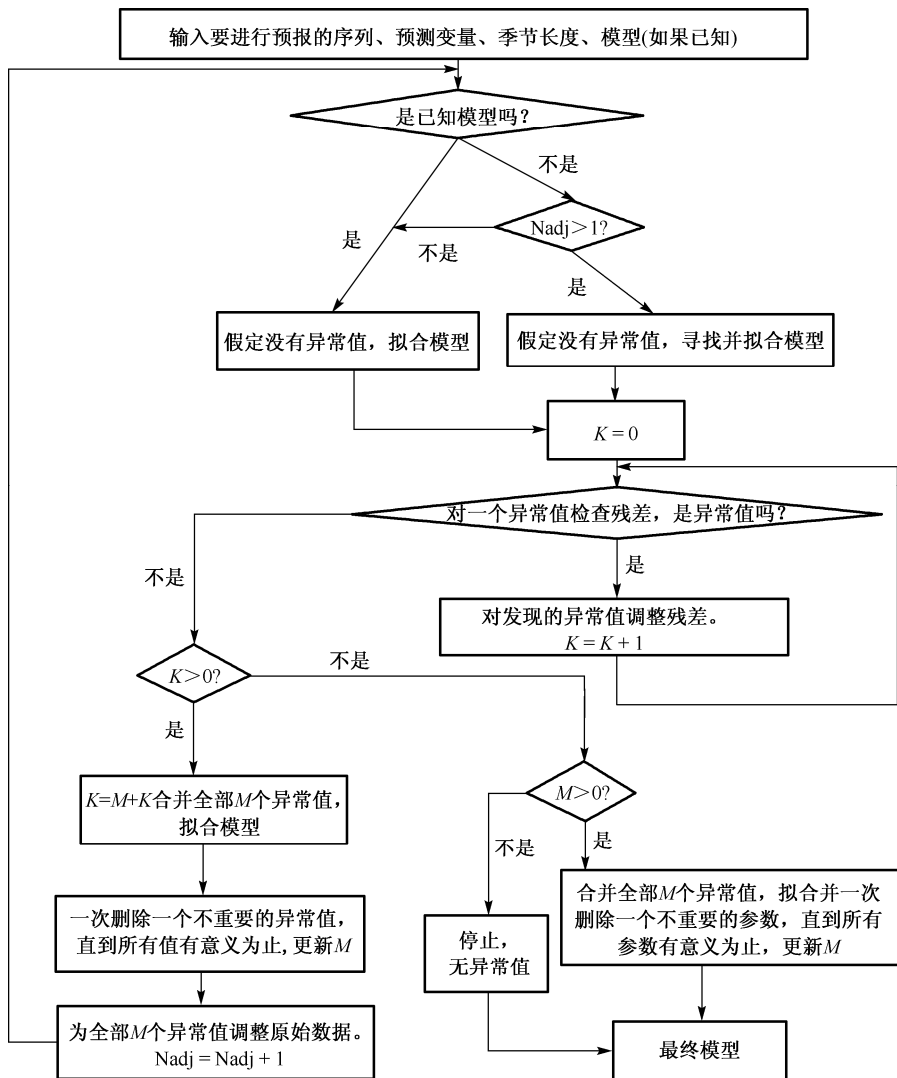 输入要进行预报的序列、预测变量、季节长度、模型(如果已知)
是已知模型吗？
不是
Nadj＞1?
是
不是
是
假定没有异常值，拟合模型
假定没有异常值，寻找并拟合模型
K = 0
对一个异常值检查残差，是异常值吗？
不是
是
对发现的异常值调整残差。
K = K + 1
K＞0?
不是
是
M＞0?
K=M+K合并全部M个异常值，
拟合模型
不是
是
一次删除一个不重要的异常值，
直到所有值有意义为止,更新M
停止，
无异常值
合并全部M个异常值，拟合并一次
删除一个不重要的参数，直到所有
参数有意义为止，更新M
为全部M个异常值调整原始数据。
Nadj = Nadj + 1
最终模型